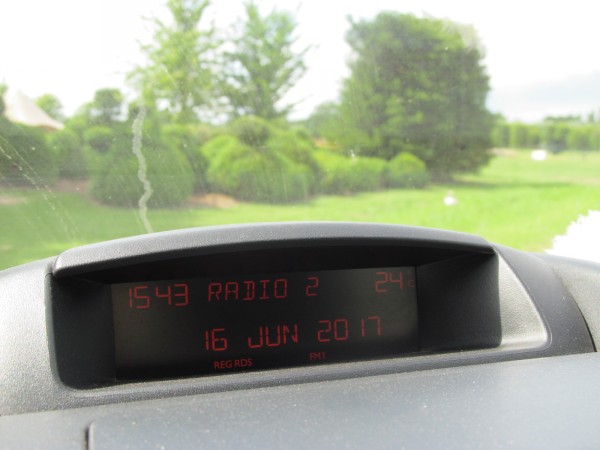 1543 RADIO 2 24°C
16 JUN 2017
REG RDS FM1